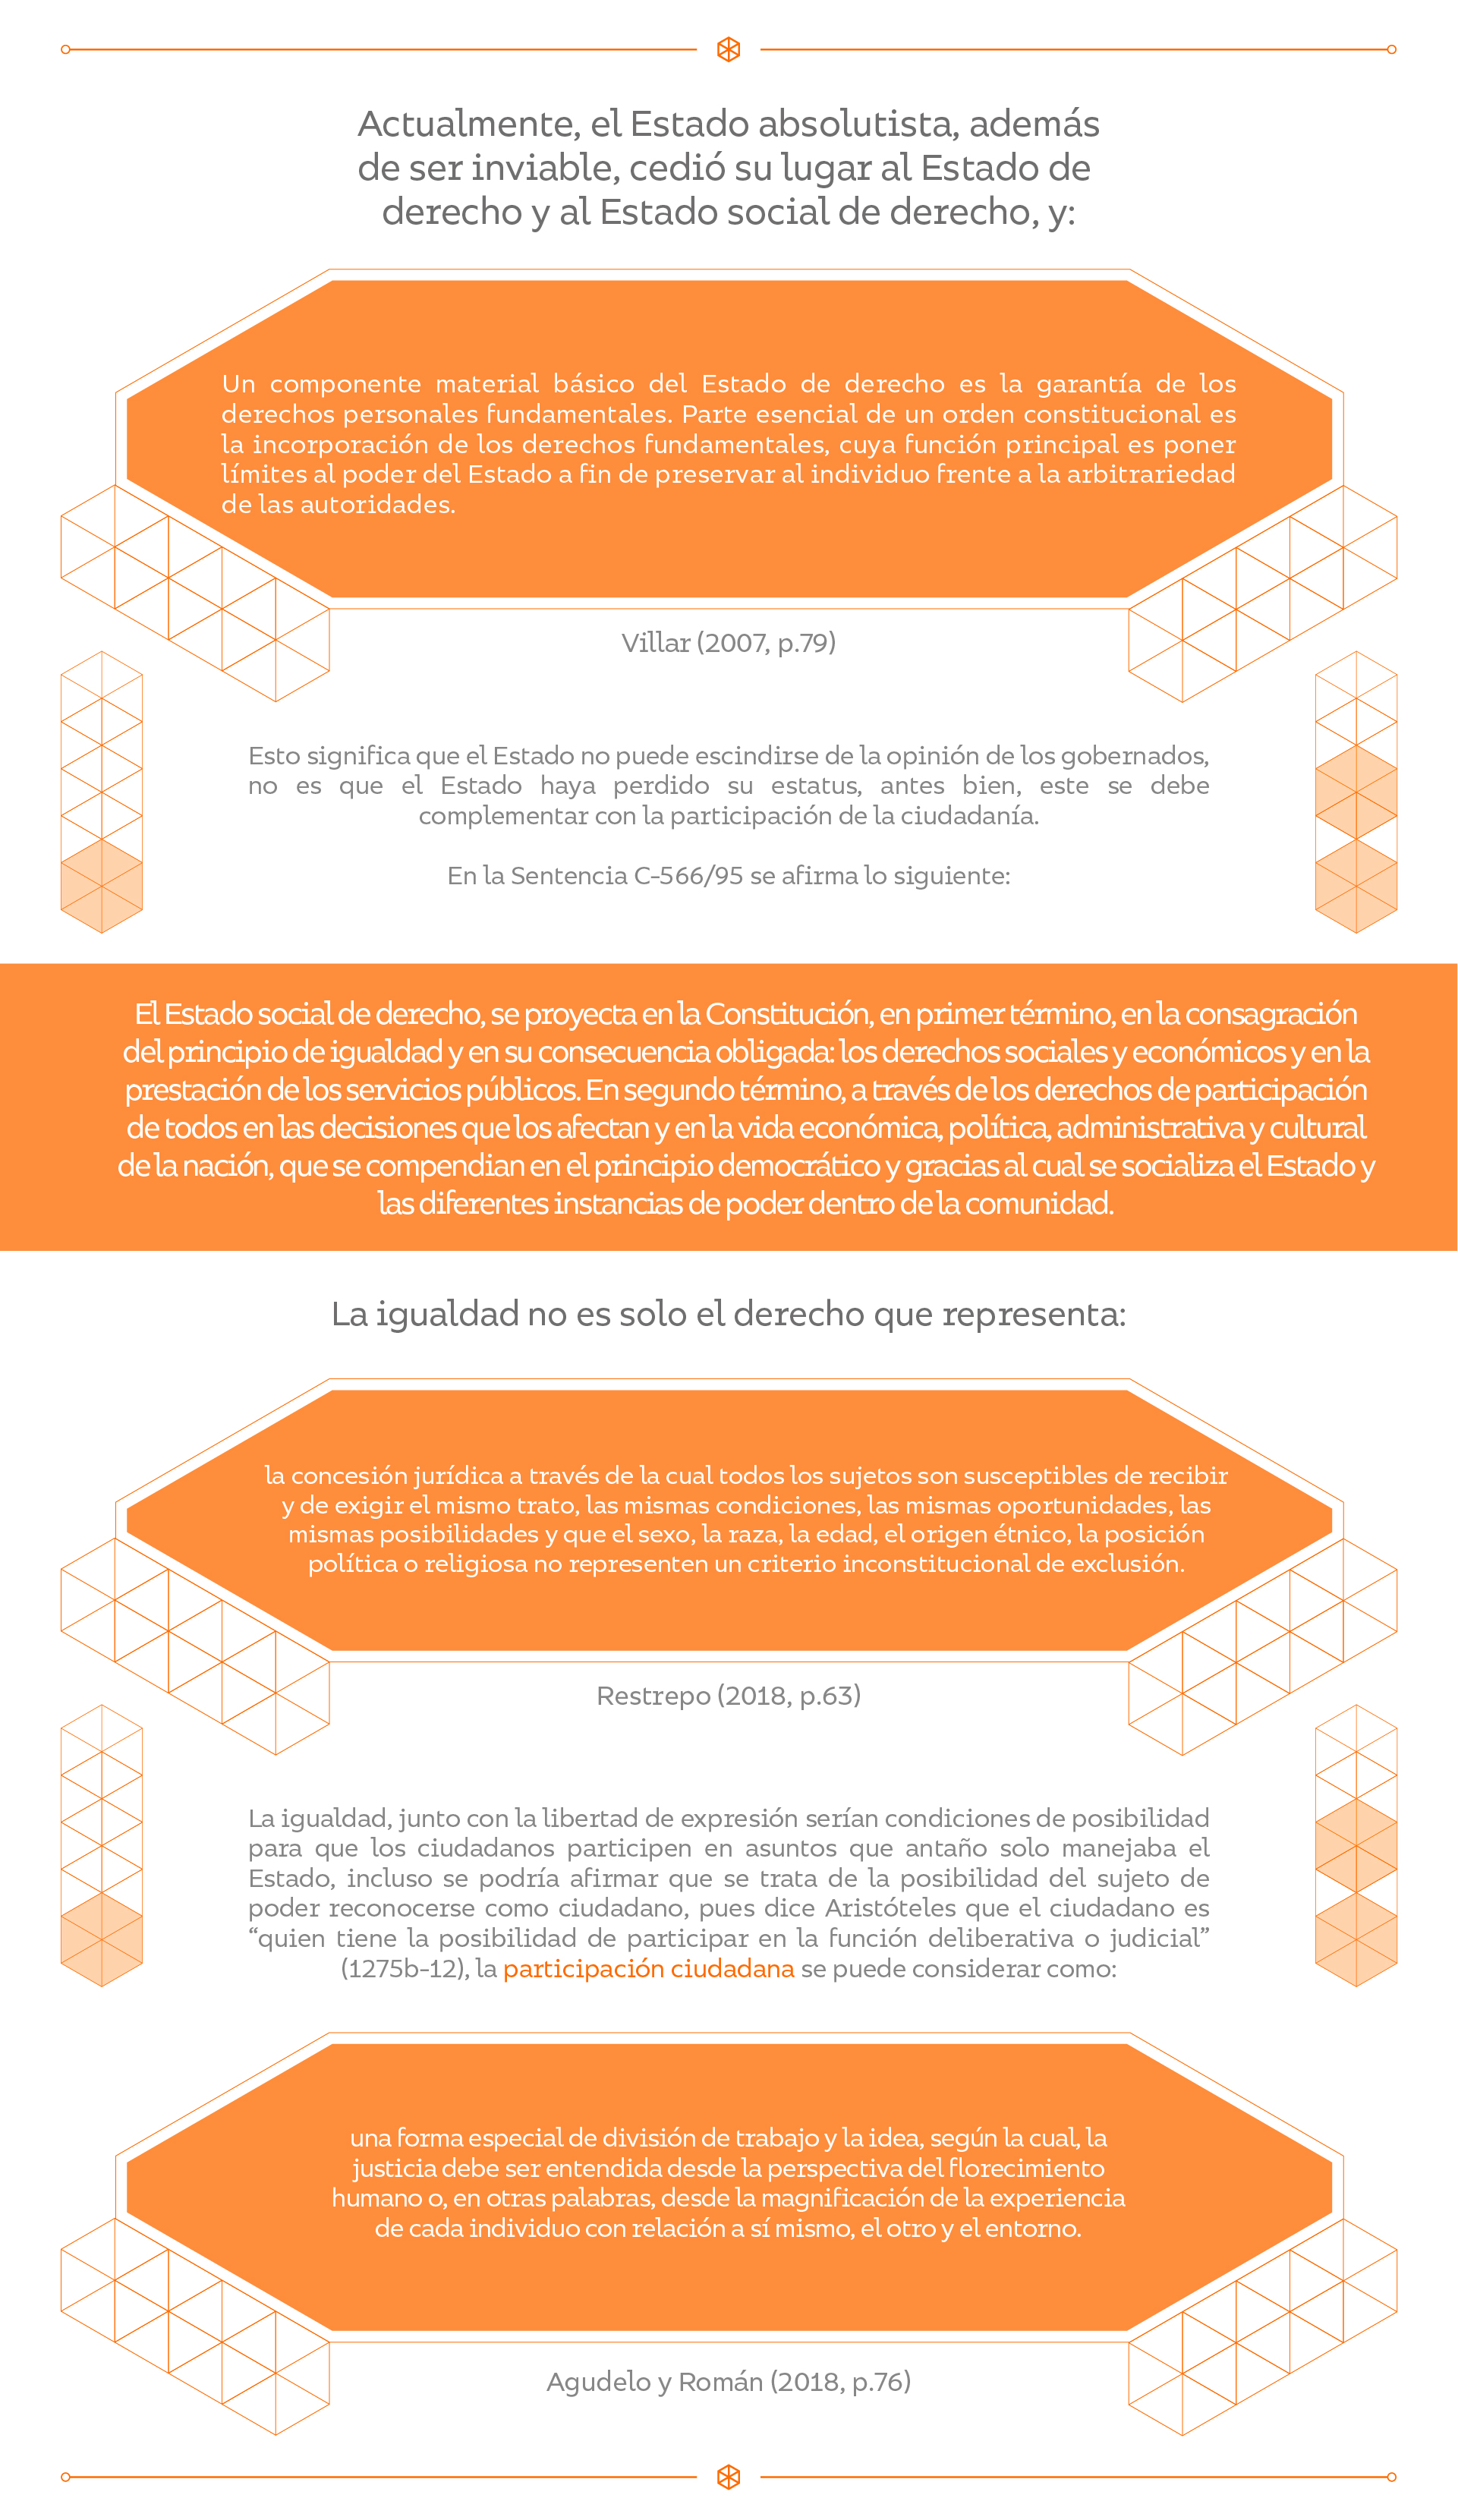 Actualmente, el Estado absolutista, además
de ser inviable, cedió su lugar al Estado de
derecho y al Estado social de derecho, y:
Un componente material básico del Estado de derecho es la garantía de los
derechos personales fundamentales. Parte esencial de un orden constitucional es
la incorporación de los derechos fundamentales, cuya función principal es poner
límites al poder del Estado a fin de preservar al individuo frente a la arbitrariedad
de las autoridades.
Villar (2007, p.79)
Esto significa que el Estado no puede escindirse de la opinión de los gobernados,
no es que el Estado haya perdido su estatus, antes bien, este se debe
complementar con la participación de la ciudadanía.
En la Sentencia C-566/95 se afirma lo siguiente:
El Estado social de derecho, se proyecta en la Constitución, en primer término, en la consagración
del principio de igualdad y en su consecuencia obligada: los derechos sociales y económicos y en la
prestación de los servicios públicos. En segundo término, a través de los derechos de participación
de todos en las decisiones que los afectan y en la vida económica, política, administrativa y cultural
de la nación, que se compendian en el principio democrático y gracias al cual se socializa el Estado y
las diferentes instancias de poder dentro de la comunidad.
La igualdad no es solo el derecho que representa:
la concesión jurídica a través de la cual todos los sujetos son susceptibles de recibir
y de exigir el mismo trato, las mismas condiciones, las mismas oportunidades, las
mismas posibilidades y que el sexo, la raza, la edad, el origen étnico, la posición
política o religiosa no representen un criterio inconstitucional de exclusión.
Restrepo (2018, p.63)
La igualdad, junto con la libertad de expresión serían condiciones de posibilidad
para que los ciudadanos participen en asuntos que antaño solo manejaba el
Estado, incluso se podría afirmar que se trata de la posibilidad del sujeto de
poder reconocerse como ciudadano, pues dice Aristóteles que el ciudadano es
“quien tiene la posibilidad de participar en la función deliberativa o judicial”
(1275b-12), la participación ciudadana se puede considerar como:
una forma especial de división de trabajo y la idea, según la cual, la
justicia debe ser entendida desde la perspectiva del florecimiento
humano o, en otras palabras, desde la magnificación de la experiencia
de cada individuo con relación a sí mismo, el otro y el entorno.
Agudelo y Román (2018, p.76)